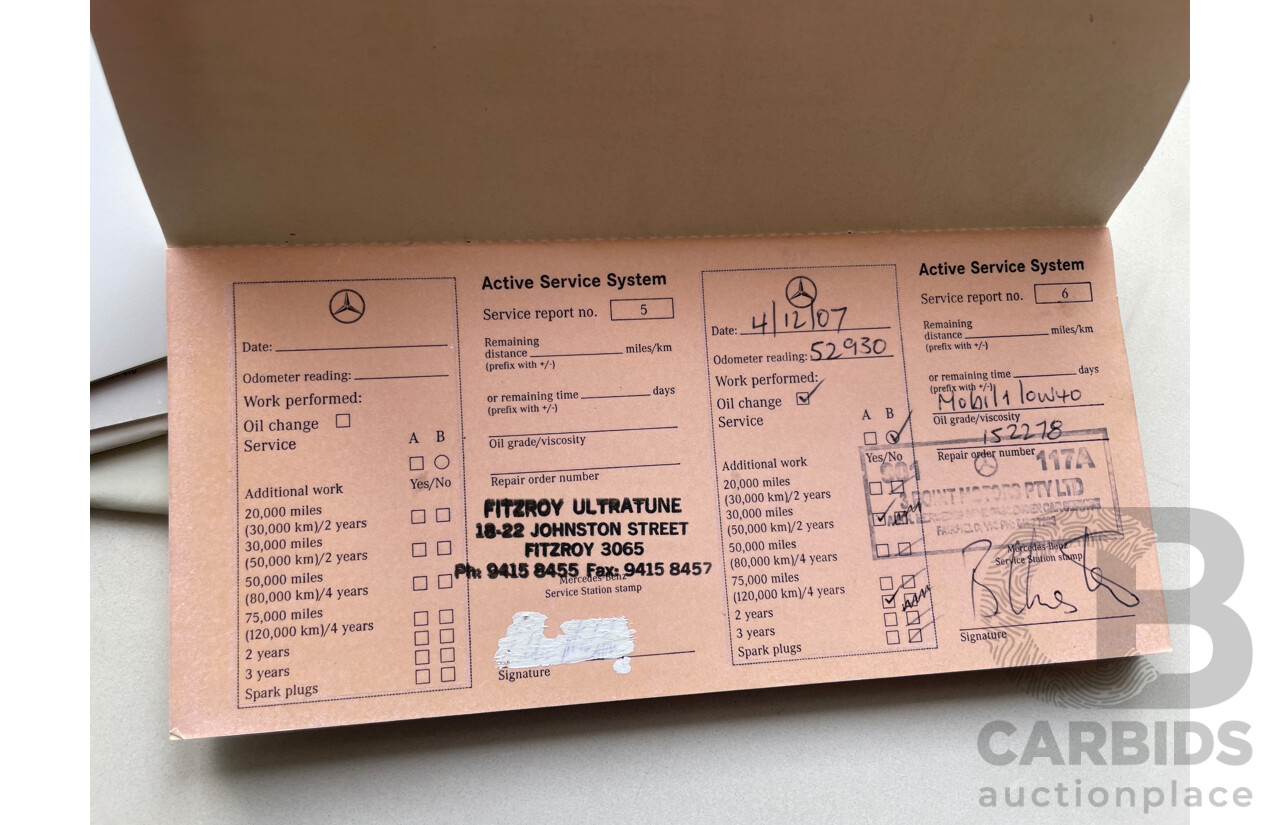 Active Service System
Service report no. 5
Date:
Odometer reading:
Work performed:
Oil change
Service
A B
Yes/No
Additional work
20,000 miles
(30,000 km)/2 years
30,000 miles
(50,000 km)/2 years
50,000 miles
(80,000 km)/4 years
75,000 miles
(120,000 km)/4 years
2 years
3 years
Spark plugs
Remaining
distance miles/km
(prefix with +/-)
or remaining time days
(prefix with +/-)
Oil grade/viscosity
Repair order number
FITZROY ULTRATUNE
18-22 JOHNSTON STREET
FITZROY 3065
Ph: 9415 8455 Fax: 9415 8457
Mercedes-Benz
Service Station stamp
Signature
Active Service System
Service report no. 6
Date: 4/12/07
Odometer reading: 52930
Work performed:
Oil change
Service
A B
Yes/No
Additional work
20,000 miles
(30,000 km)/2 years
30,000 miles
(50,000 km)/2 years
50,000 miles
(80,000 km)/4 years
75,000 miles
(120,000 km)/4 years
2 years
3 years
Spark plugs
Remaining
distance miles/km
(prefix with +/-)
or remaining time days
(prefix with +/-)
Mobil 1 0W40
Oil grade/viscosity
152278
Repair order number
117A
3 POINT MOTORS PTY LTD
Mercedes-Benz
Service Station stamp
Signature
B
CARBIDS
auctionplace